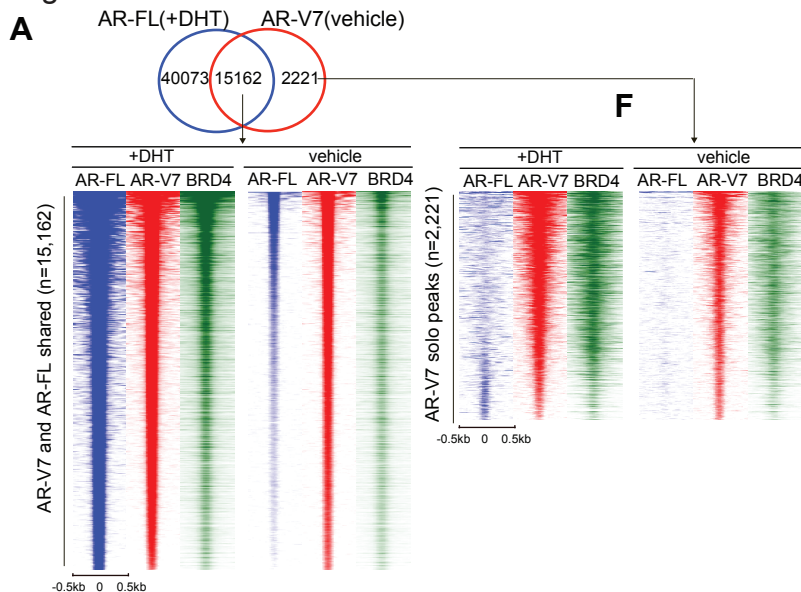 A
AR-FL(+DHT) AR-V7(vehicle)
40073 15162 2221
F
+DHT vehicle
AR-FL AR-V7 BRD4 AR-FL AR-V7 BRD4
AR-V7 and AR-FL shared (n=15,162)
-0.5kb 0 0.5kb
+DHT vehicle
AR-FL AR-V7 BRD4 AR-FL AR-V7 BRD4
AR-V7 solo peaks (n=2,221)
-0.5kb 0 0.5kb